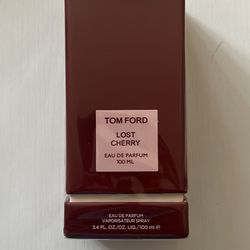 TOM FORD
LOST
CHERRY
EAU DE PARFUM
100 ML
EAU DE PARFUM
VAPORISATEUR SPRAY
3.4 FL.OZ./OZ. LIQ./100 ml ℮